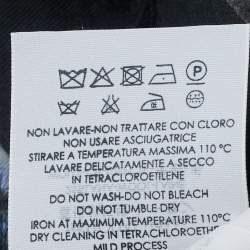 P
NON LAVARE-NON TRATTARE CON CLORO
NON USARE ASCIUGATRICE
STIRARE A TEMPERATURA MASSIMA 110 °C
LAVARE DELICATAMENTE A SECCO
IN TETRACLOROETILENE
DO NOT WASH-DO NOT BLEACH
DO NOT TUMBLE DRY
IRON AT MAXIMUM TEMPERATURE 110°C
DRY CLEANING IN TETRACHLOROETHE
MILD PROCESS